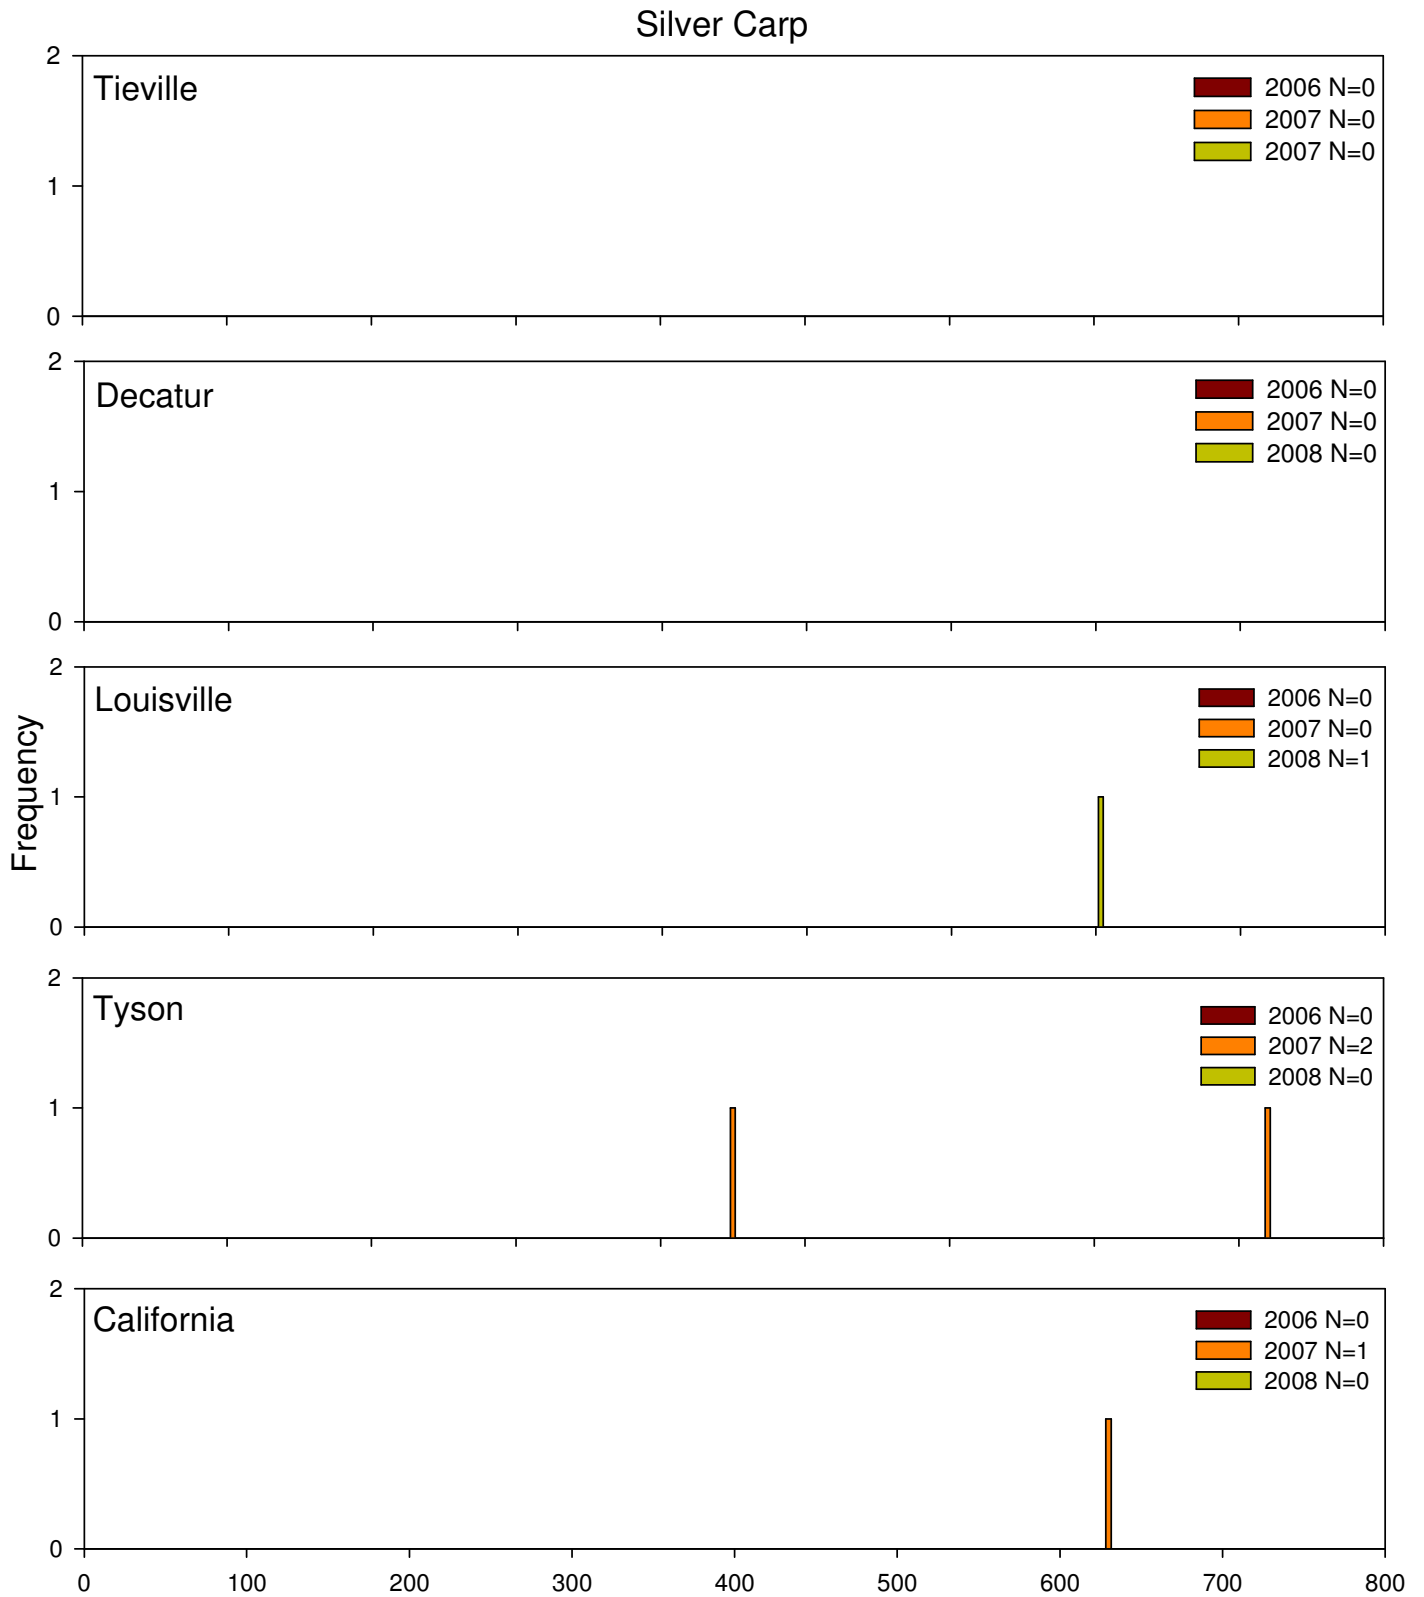 Silver Carp
2
Tieville
2006 N=0
2007 N=0
2007 N=0
1
0
2
Decatur
2006 N=0
2007 N=0
2008 N=0
1
0
2
Louisville
2006 N=0
2007 N=0
2008 N=1
Frequency
1
0
2
Tyson
2006 N=0
2007 N=2
2008 N=0
1
0
2
California
2006 N=0
2007 N=1
2008 N=0
1
0
0 100 200 300 400 500 600 700 800